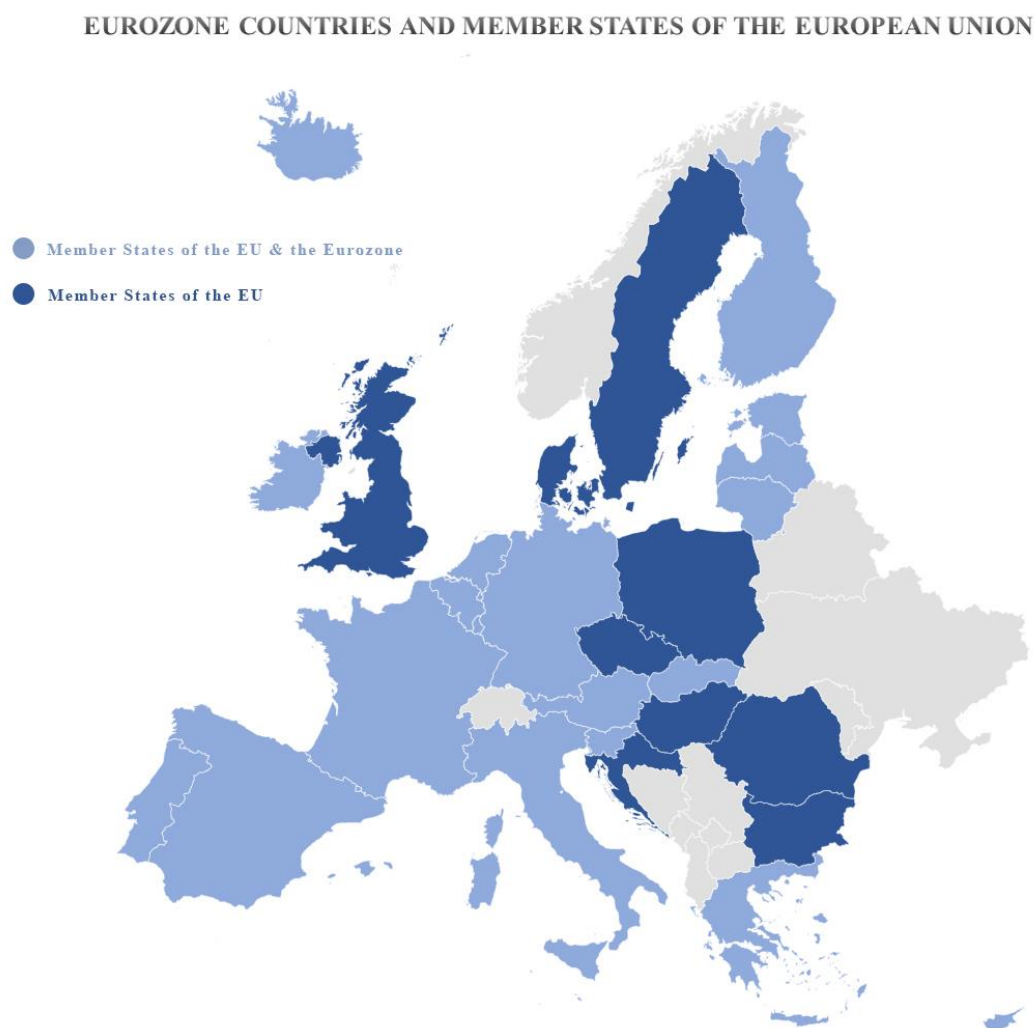 EUROZONE COUNTRIES AND MEMBER STATES OF THE EUROPEAN UNION
Member States of the EU & the Eurozone
Member States of the EU